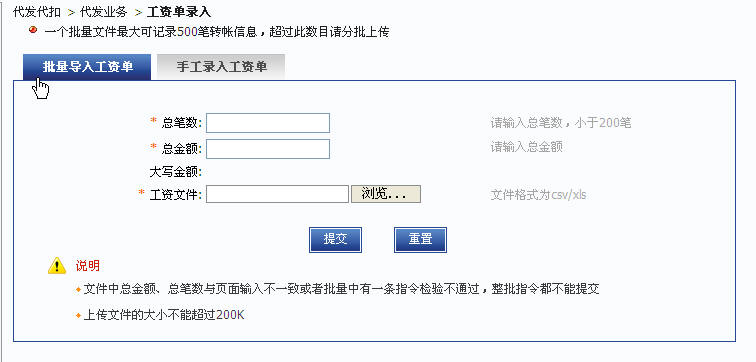 代发代扣 > 代发业务 > 工资单录入
一个批量文件最大可记录500笔转帐信息，超过此数目请分批上传
批量导入工资单 手工录入工资单
* 总笔数: 请输入总笔数，小于200笔
* 总金额: 请输入总金额
大写金额:
* 工资文件: 浏览... 文件格式为csv/xls
提交 重置
说明
文件中总金额、总笔数与页面输入不一致或者批量中有一条指令检验不通过，整批指令都不能提交
上传文件的大小不能超过200K